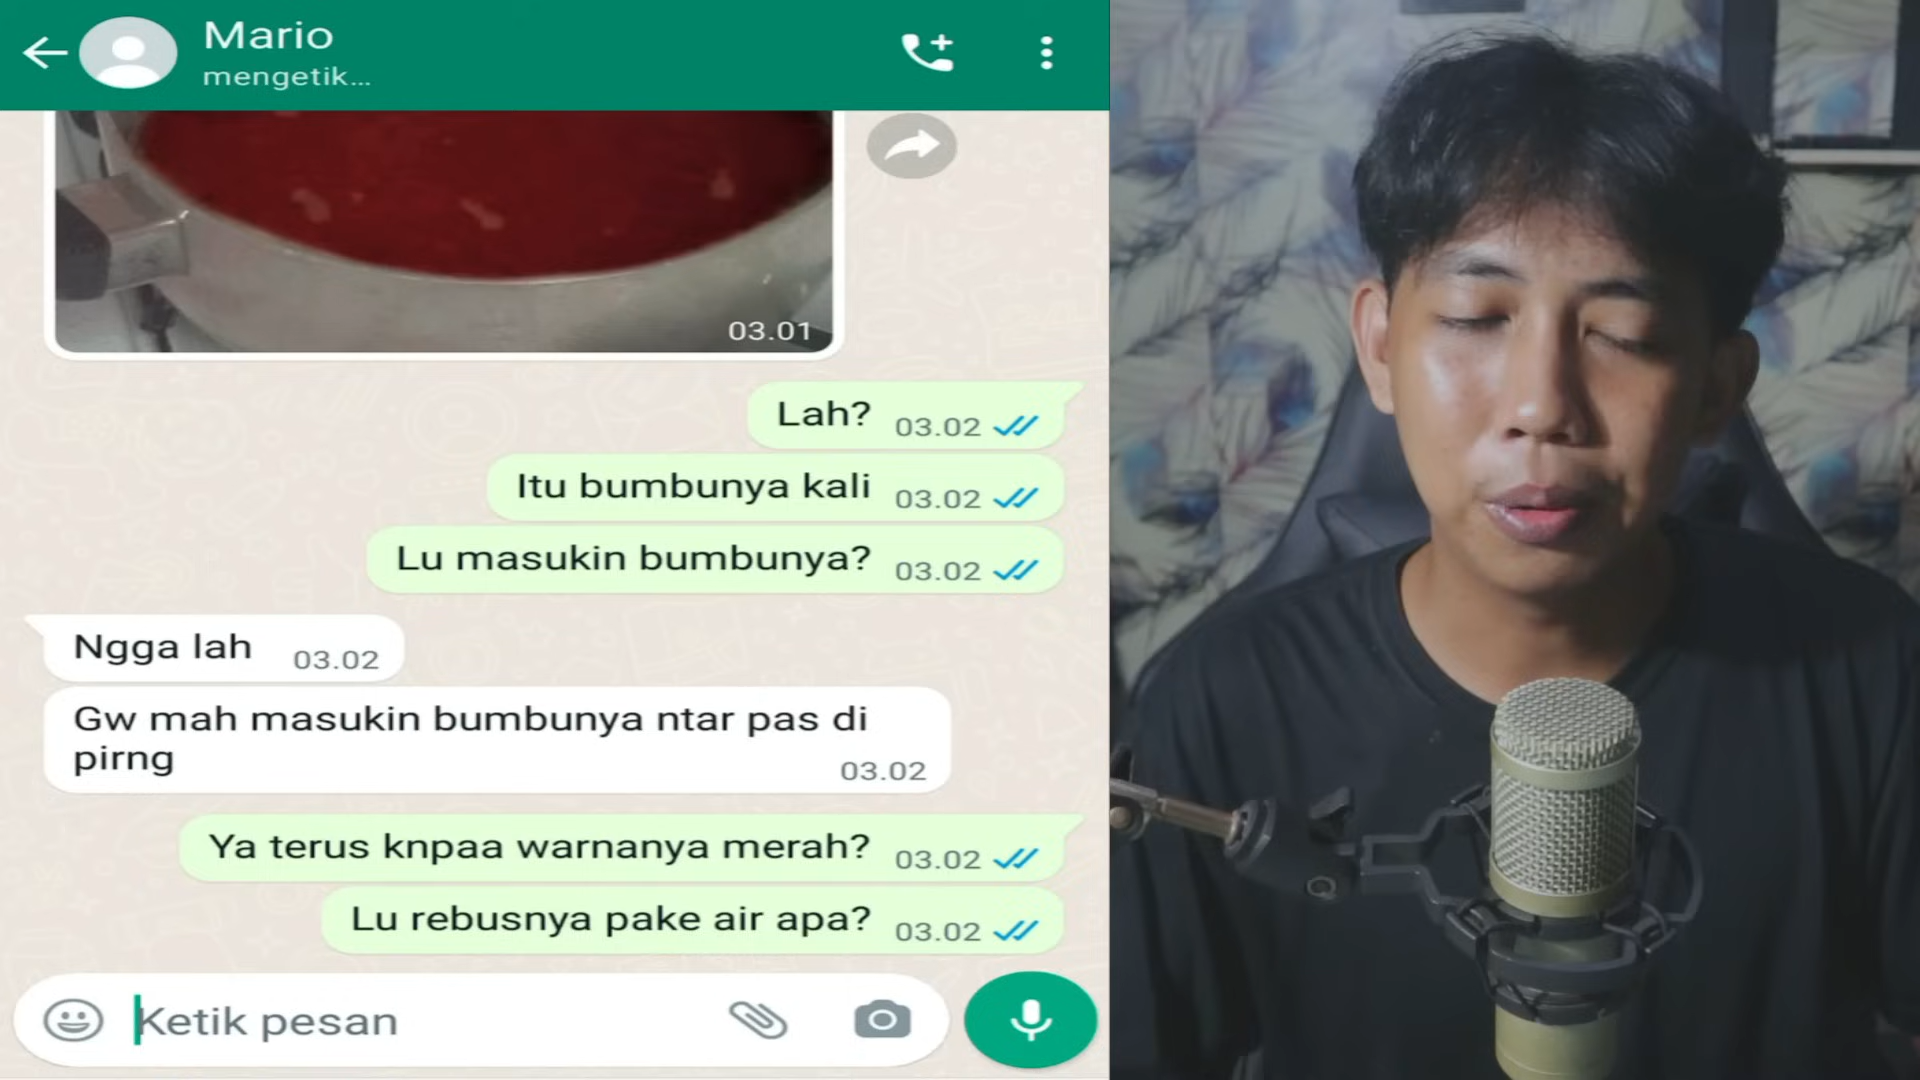 Mario
mengetik...
03.01
Lah? 03.02
Itu bumbunya kali 03.02
Lu masukin bumbunya? 03.02
Ngga lah 03.02
Gw mah masukin bumbunya ntar pas di
pirng 03.02
Ya terus knpaa warnanya merah? 03.02
Lu rebusnya pake air apa? 03.02
Ketik pesan